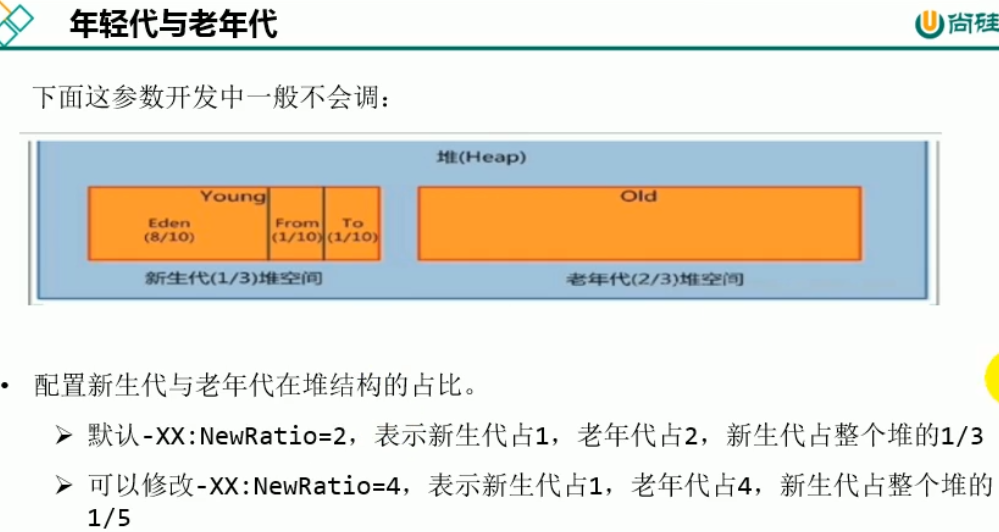 年轻代与老年代
尚硅
下面这参数开发中一般不会调：
堆(Heap)
Young
Eden
(8/10)
From
(1/10)
To
(1/10)
新生代(1/3)堆空间
Old
老年代(2/3)堆空间
• 配置新生代与老年代在堆结构的占比。
➢ 默认-XX:NewRatio=2，表示新生代占1，老年代占2，新生代占整个堆的1/3
➢ 可以修改-XX:NewRatio=4，表示新生代占1，老年代占4，新生代占整个堆的
1/5